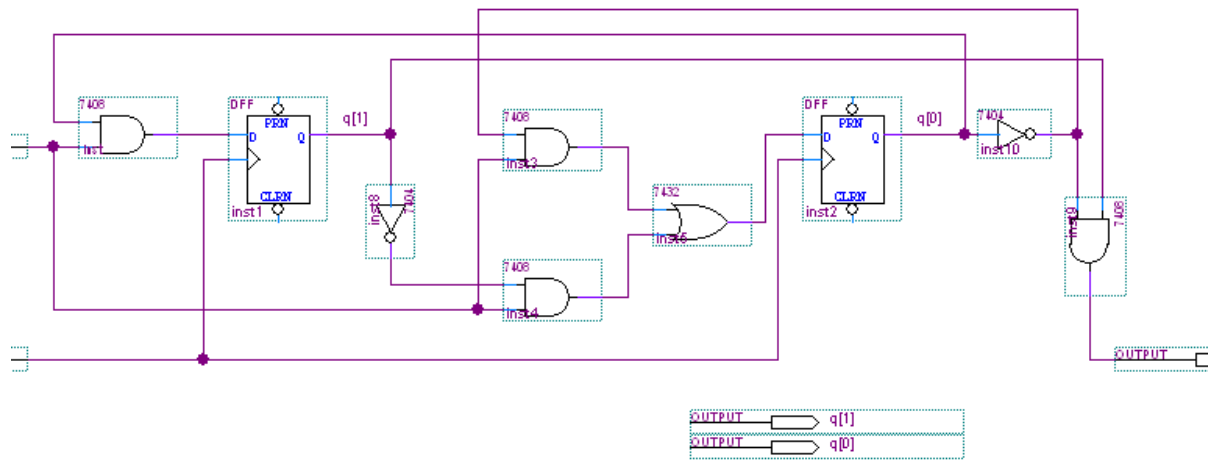 7408
DFF
PRN
D
Q
q[1]
CLRN
inst1
inst8
7404
7408
inst3
7408
inst4
7432
DFF
PRN
D
Q
q[0]
CLRN
inst2
7404
inst10
inst9
7408
OUTPUT
OUTPUT
q[1]
OUTPUT
q[0]